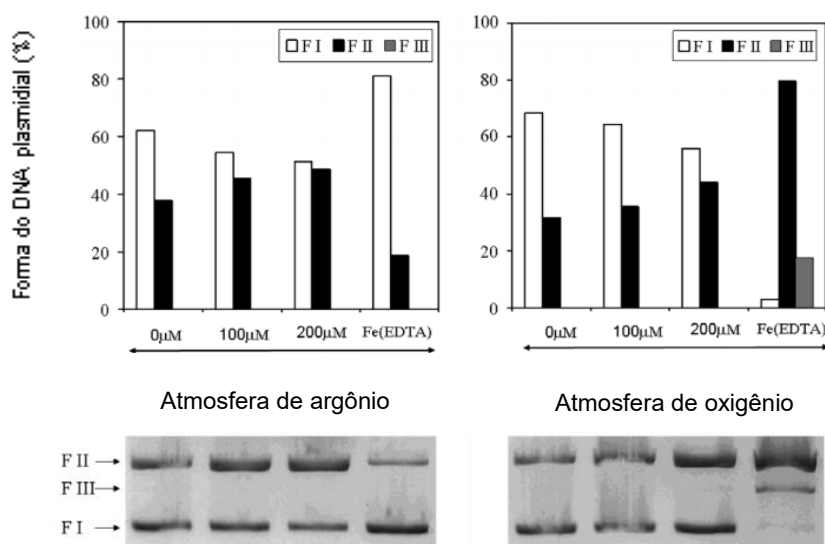 Forma do DNA plasmidial (%)
100
80
60
40
20
0
F I F II F III
0µM 100µM 200µM Fe(EDTA)
Atmosfera de argônio
100
80
60
40
20
0
F I F II F III
0µM 100µM 200µM Fe(EDTA)
Atmosfera de oxigênio
F II
F III
F I